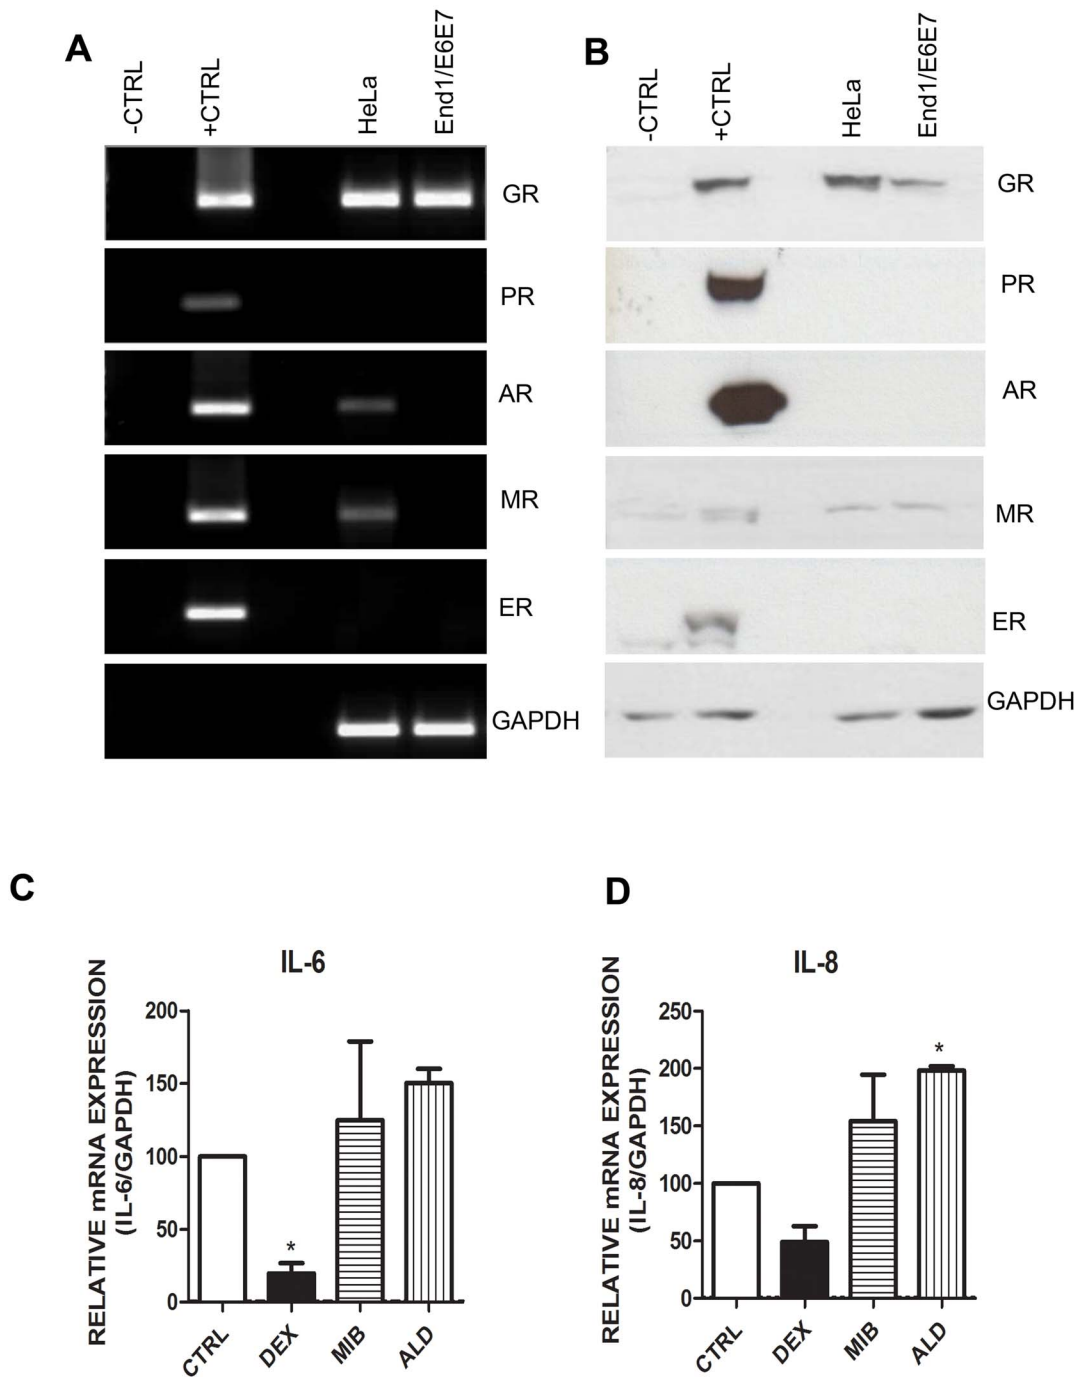 A
-CTRL
+CTRL
HeLa
End1/E6E7
GR
PR
AR
MR
ER
GAPDH
B
-CTRL
+CTRL
HeLa
End1/E6E7
GR
PR
AR
MR
ER
GAPDH
C
IL-6
RELATIVE mRNA EXPRESSION
(IL-6/GAPDH)
200
150
100
50
0
*
CTRL
DEX
MIB
ALD
D
IL-8
RELATIVE mRNA EXPRESSION
(IL-8/GAPDH)
250
200
150
100
50
0
*
CTRL
DEX
MIB
ALD